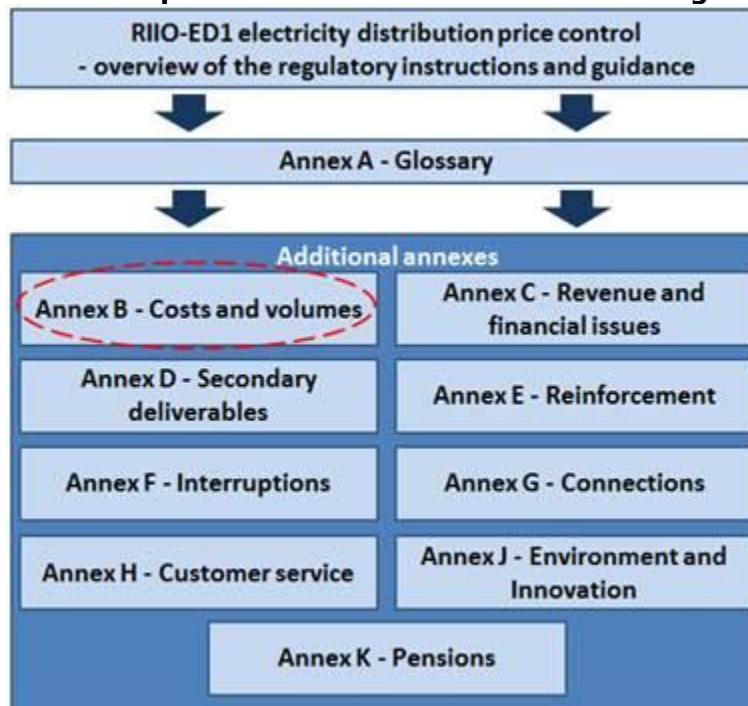 RIIO-ED1 electricity distribution price control
- overview of the regulatory instructions and guidance
Annex A - Glossary
Additional annexes
Annex B - Costs and volumes
Annex C - Revenue and
financial issues
Annex D - Secondary
deliverables
Annex E - Reinforcement
Annex F - Interruptions
Annex G - Connections
Annex H - Customer service
Annex J - Environment and
Innovation
Annex K - Pensions